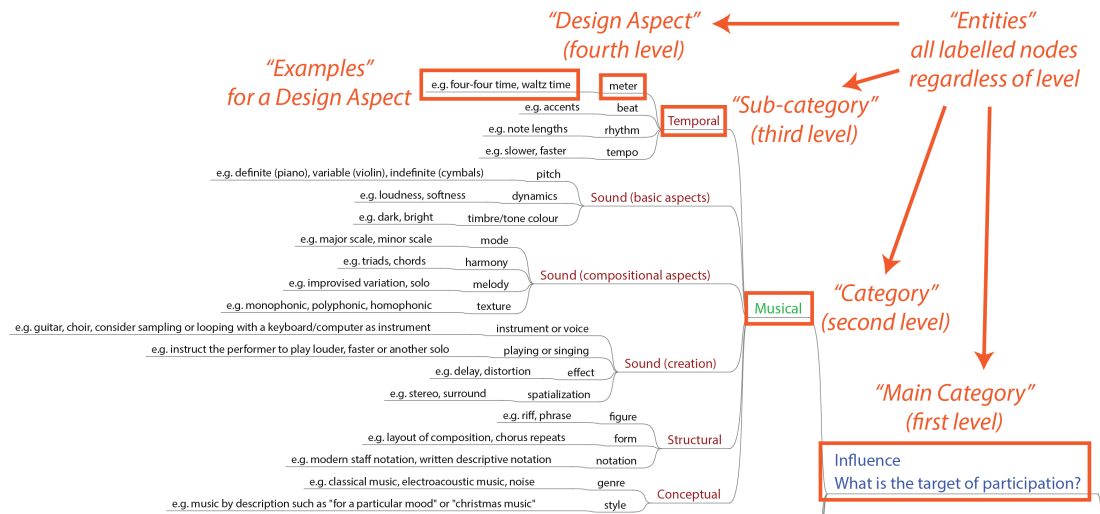 “Design Aspect”
(fourth level)
“Entities”
all labelled nodes
regardless of level
“Examples”
for a Design Aspect
“Sub-category”
(third level)
“Category”
(second level)
“Main Category”
(first level)
e.g. four-four time, waltz time
meter
e.g. accents
beat
Temporal
e.g. note lengths
rhythm
e.g. slower, faster
tempo
e.g. definite (piano), variable (violin), indefinite (cymbals)
pitch
e.g. loudness, softness
dynamics
Sound (basic aspects)
e.g. dark, bright
timbre/tone colour
e.g. major scale, minor scale
mode
e.g. triads, chords
harmony
Sound (compositional aspects)
e.g. improvised variation, solo
melody
e.g. monophonic, polyphonic, homophonic
texture
Musical
e.g. guitar, choir, consider sampling or looping with a keyboard/computer as instrument
instrument or voice
e.g. instruct the performer to play louder, faster or another solo
playing or singing
Sound (creation)
e.g. delay, distortion
effect
e.g. stereo, surround
spatialization
e.g. riff, phrase
figure
e.g. layout of composition, chorus repeats
form
Structural
e.g. modern staff notation, written descriptive notation
notation
e.g. classical music, electroacoustic music, noise
genre
Conceptual
e.g. music by description such as "for a particular mood" or "christmas music"
style
Influence
What is the target of participation?